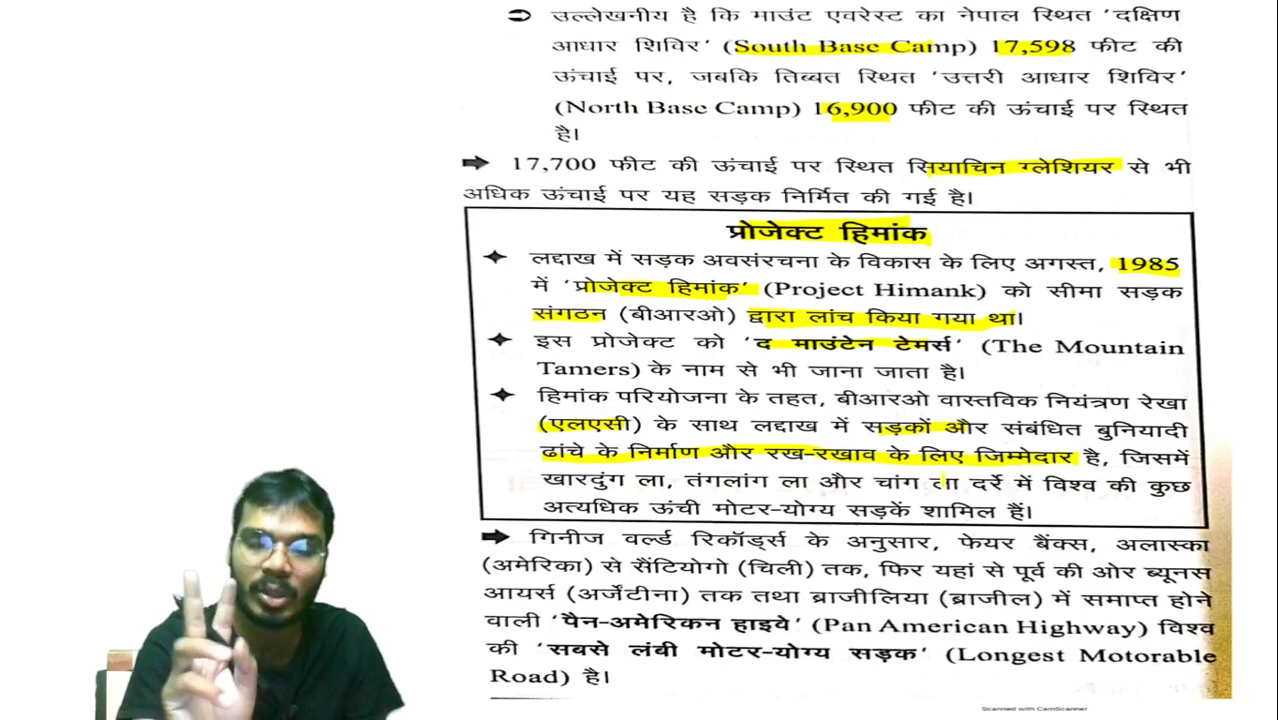 ➲ उल्लेखनीय है कि माउंट एवरेस्ट का नेपाल स्थित 'दक्षिण
आधार शिविर' (South Base Camp) 17,598 फीट की
ऊंचाई पर, जबकि तिब्बत स्थित 'उत्तरी आधार शिविर'
(North Base Camp) 16,900 फीट की ऊंचाई पर स्थित
है।
➡ 17,700 फीट की ऊंचाई पर स्थित सियाचिन ग्लेशियर से भी
अधिक ऊंचाई पर यह सड़क निर्मित की गई है।
प्रोजेक्ट हिमांक
✦ लद्दाख में सड़क अवसंरचना के विकास के लिए अगस्त, 1985
में 'प्रोजेक्ट हिमांक' (Project Himank) को सीमा सड़क
संगठन (बीआरओ) द्वारा लांच किया गया था।
✦ इस प्रोजेक्ट को 'द माउंटेन टेमर्स' (The Mountain
Tamers) के नाम से भी जाना जाता है।
✦ हिमांक परियोजना के तहत, बीआरओ वास्तविक नियंत्रण रेखा
(एलएसी) के साथ लद्दाख में सड़कों और संबंधित बुनियादी
ढांचे के निर्माण और रख-रखाव के लिए जिम्मेदार है, जिसमें
खारदुंग ला, तंगलांग ला और चांग ला दर्रे में विश्व की कुछ
अत्यधिक ऊंची मोटर-योग्य सड़कें शामिल हैं।
➡ गिनीज वर्ल्ड रिकॉर्ड्स के अनुसार, फेयर बैंक्स, अलास्का
(अमेरिका) से सैंटियोगो (चिली) तक, फिर यहां से पूर्व की ओर ब्यूनस
आयर्स (अर्जेंटीना) तक तथा ब्राजीलिया (ब्राजील) में समाप्त होने
वाली 'पैन-अमेरिकन हाइवे' (Pan American Highway) विश्व
की 'सबसे लंबी मोटर-योग्य सड़क' (Longest Motorable
Road) है।
Scanned with CamScanner